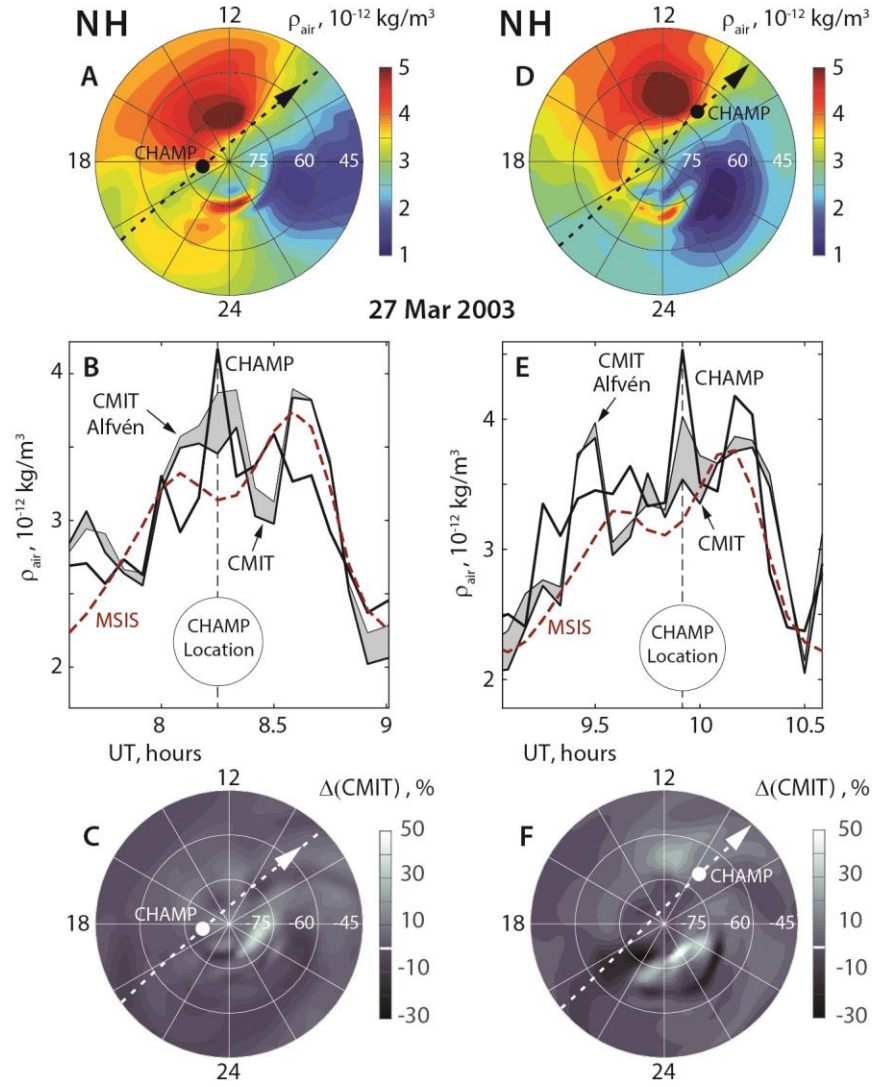 NH
ρair, 10-12 kg/m3
NH
ρair, 10-12 kg/m3
A
12
5
4
3
2
1
CHAMP
18
75
60
45
24
D
12
5
4
3
2
1
CHAMP
18
75
60
45
24
27 Mar 2003
B
4
3
2
ρair, 10-12 kg/m3
CHAMP
CMIT
Alfvén
CMIT
MSIS
CHAMP
Location
8
8.5
9
UT, hours
E
4
3
2
ρair, 10-12 kg/m3
CMIT
Alfvén
CHAMP
CMIT
MSIS
CHAMP
Location
9.5
10
10.5
UT, hours
C
12
Δ(CMIT) , %
50
30
10
-10
-30
CHAMP
18
-75
-60
-45
24
F
12
Δ(CMIT) , %
50
30
10
-10
-30
CHAMP
18
-75
-60
-45
24